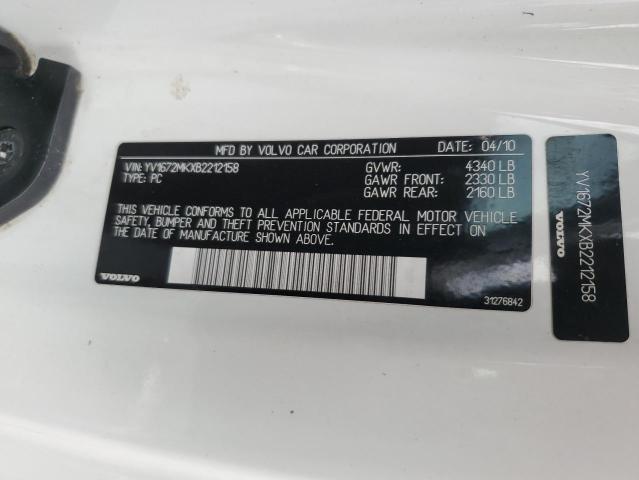 MFD BY VOLVO CAR CORPORATION DATE: 04/10
VIN: YV1672MKXB2212158 GVWR: 4340 LB
TYPE: PC GAWR FRONT: 2330 LB
GAWR REAR: 2160 LB
THIS VEHICLE CONFORMS TO ALL APPLICABLE FEDERAL MOTOR VEHICLE
SAFETY, BUMPER AND THEFT PREVENTION STANDARDS IN EFFECT ON
THE DATE OF MANUFACTURE SHOWN ABOVE.
VOLVO
31276842
YV1672MKXB2212158
VOLVO